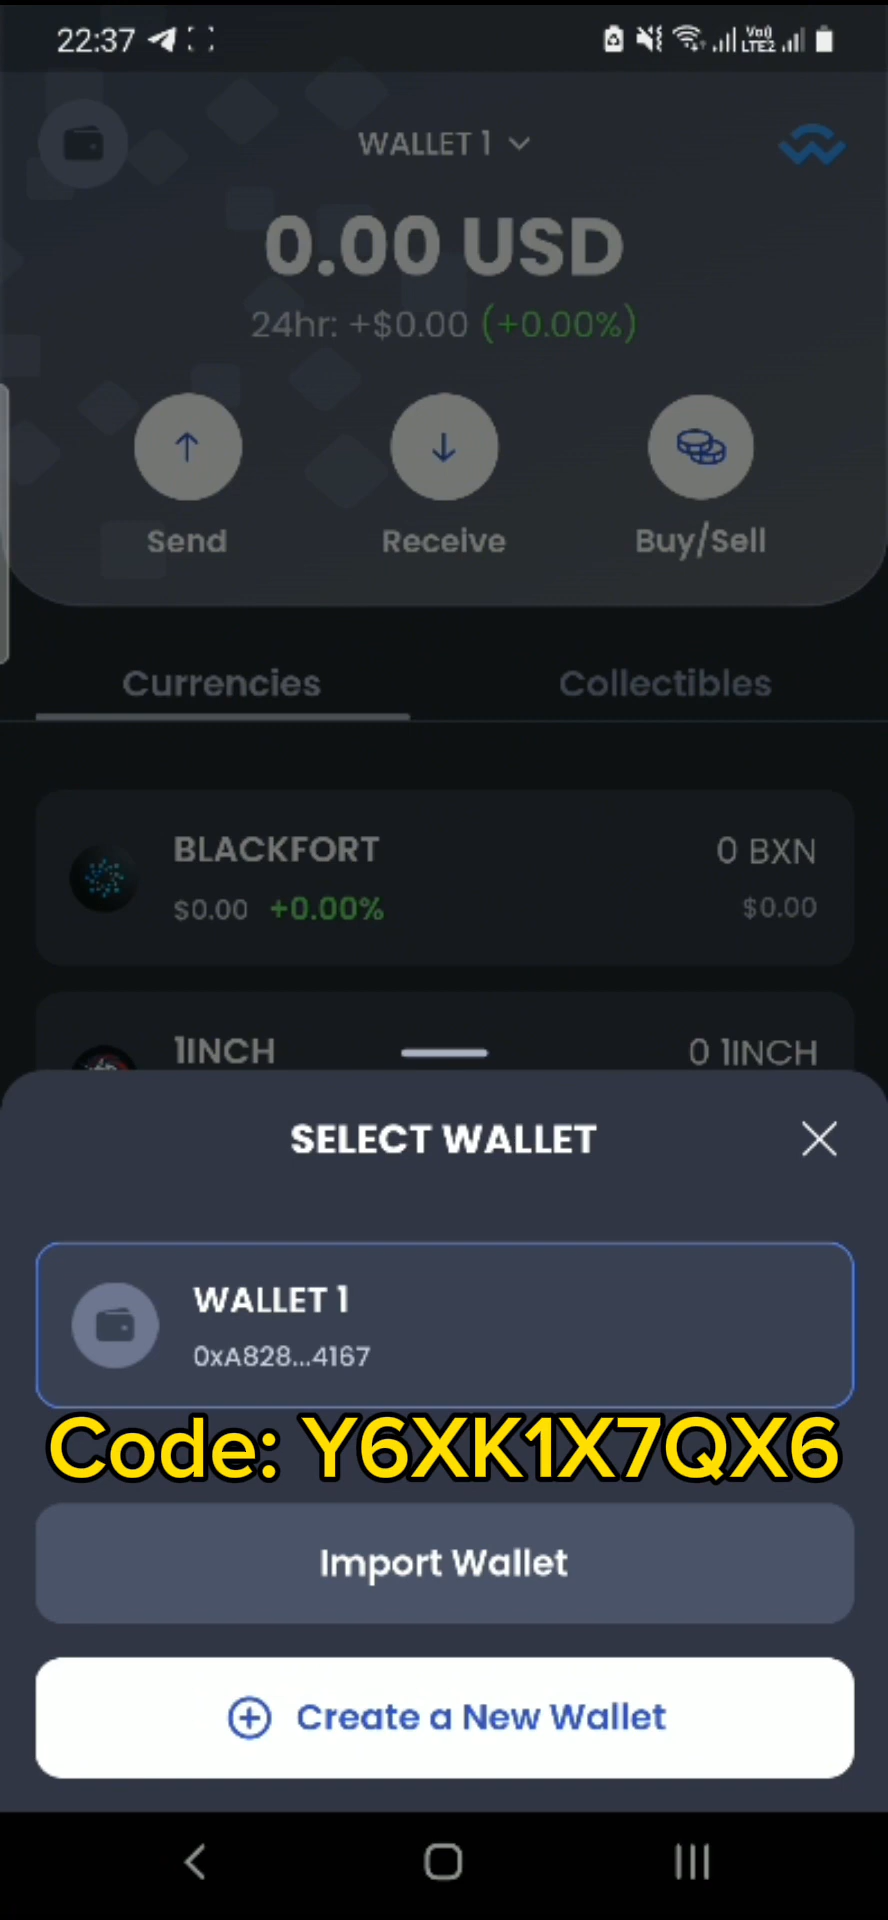 22:37
Vo))
LTE2
WALLET 1
0.00 USD
24hr: +$0.00 (+0.00%)
Send
Receive
Buy/Sell
Currencies
Collectibles
BLACKFORT
0 BXN
$0.00 +0.00%
$0.00
1INCH
0 1INCH
SELECT WALLET
WALLET 1
0xA828...4167
Code: Y6XK1X7QX6
Import Wallet
Create a New Wallet